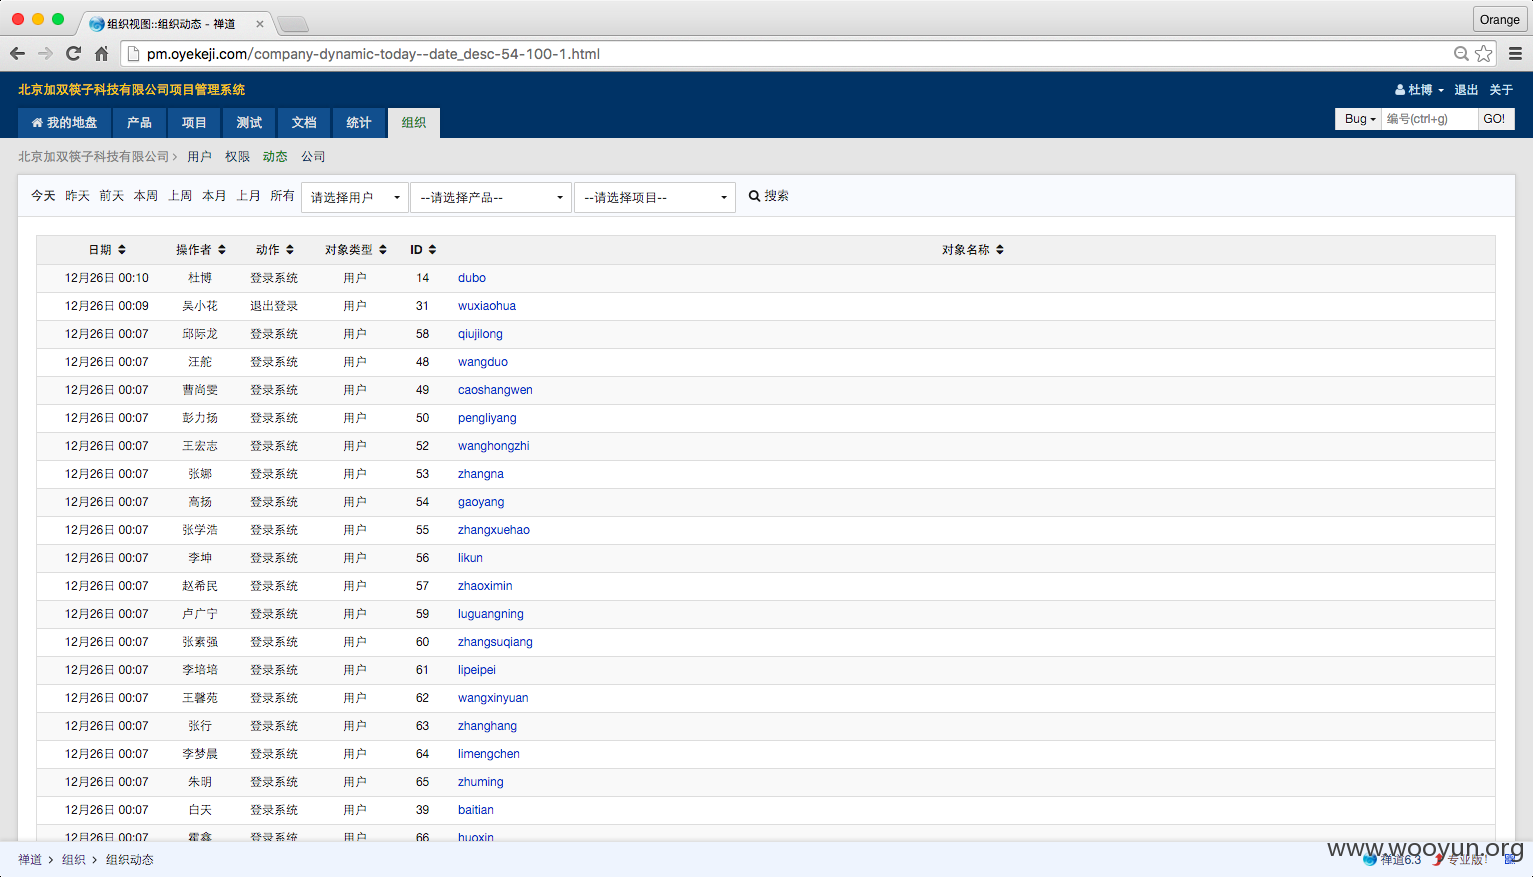 组织视图::组织动态 - 禅道
Orange
pm.oyekeji.com/company-dynamic-today--date_desc-54-100-1.html
北京加双筷子科技有限公司项目管理系统
杜博 退出 关于
我的地盘 产品 项目 测试 文档 统计 组织
Bug 编号(ctrl+g) GO!
北京加双筷子科技有限公司 > 用户 权限 动态 公司
今天 昨天 前天 本周 上周 本月 上月 所有 请选择用户 --请选择产品-- --请选择项目-- 搜索
日期 操作者 动作 对象类型 ID 对象名称
12月26日 00:10 杜博 登录系统 用户 14 dubo
12月26日 00:09 吴小花 退出登录 用户 31 wuxiaohua
12月26日 00:07 邱际龙 登录系统 用户 58 qiujilong
12月26日 00:07 汪舵 登录系统 用户 48 wangduo
12月26日 00:07 曹尚雯 登录系统 用户 49 caoshangwen
12月26日 00:07 彭力扬 登录系统 用户 50 pengliyang
12月26日 00:07 王宏志 登录系统 用户 52 wanghongzhi
12月26日 00:07 张娜 登录系统 用户 53 zhangna
12月26日 00:07 高扬 登录系统 用户 54 gaoyang
12月26日 00:07 张学浩 登录系统 用户 55 zhangxuehao
12月26日 00:07 李坤 登录系统 用户 56 likun
12月26日 00:07 赵希民 登录系统 用户 57 zhaoximin
12月26日 00:07 卢广宁 登录系统 用户 59 luguangning
12月26日 00:07 张素强 登录系统 用户 60 zhangsuqiang
12月26日 00:07 李培培 登录系统 用户 61 lipeipei
12月26日 00:07 王馨苑 登录系统 用户 62 wangxinyuan
12月26日 00:07 张行 登录系统 用户 63 zhanghang
12月26日 00:07 李梦晨 登录系统 用户 64 limengchen
12月26日 00:07 朱明 登录系统 用户 65 zhuming
12月26日 00:07 白天 登录系统 用户 39 baitian
12月26日 00:07 霍鑫 登录系统 用户 66 huoxin
禅道 > 组织 > 组织动态
禅道6.3 专业版!
www.wooyun.org